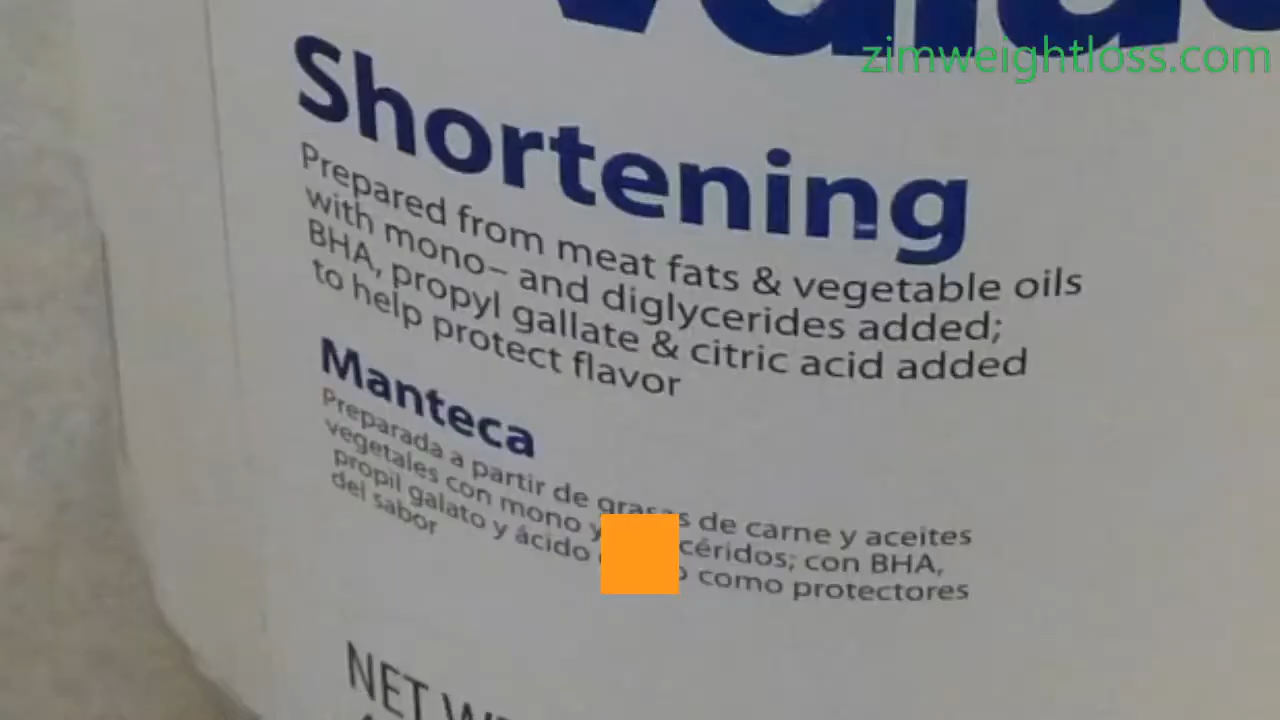 zimweightloss.com
Shortening
Prepared from meat fats & vegetable oils
with mono– and diglycerides added;
BHA, propyl gallate & citric acid added
to help protect flavor
Manteca
Preparada a partir de grasas de carne y aceites
vegetales con mono y céridos; con BHA,
propil galato y ácido como protectores
del sabor
NET